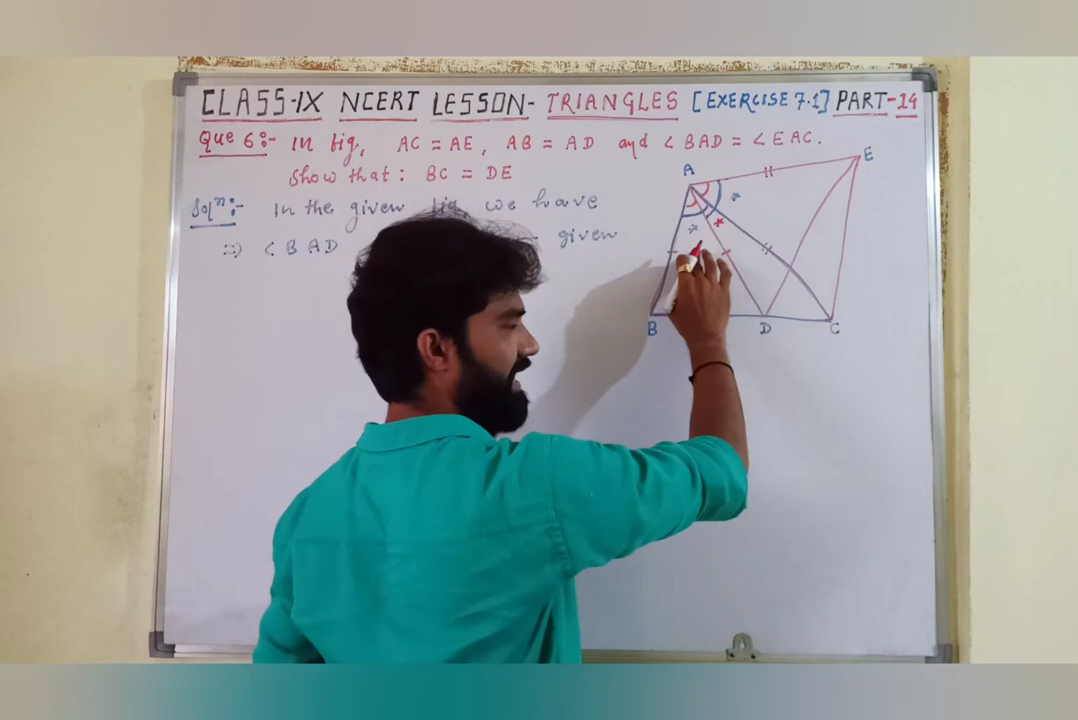 CLASS-IX NCERT LESSON- TRIANGLES [EXERCISE 7.1] PART-14
Que 6:- In fig, AC = AE, AB = AD and ∠BAD = ∠EAC.
Show that: BC = DE
Solⁿ:- In the given fig, we have
=> ∠BAD given
A
E
B
D
C